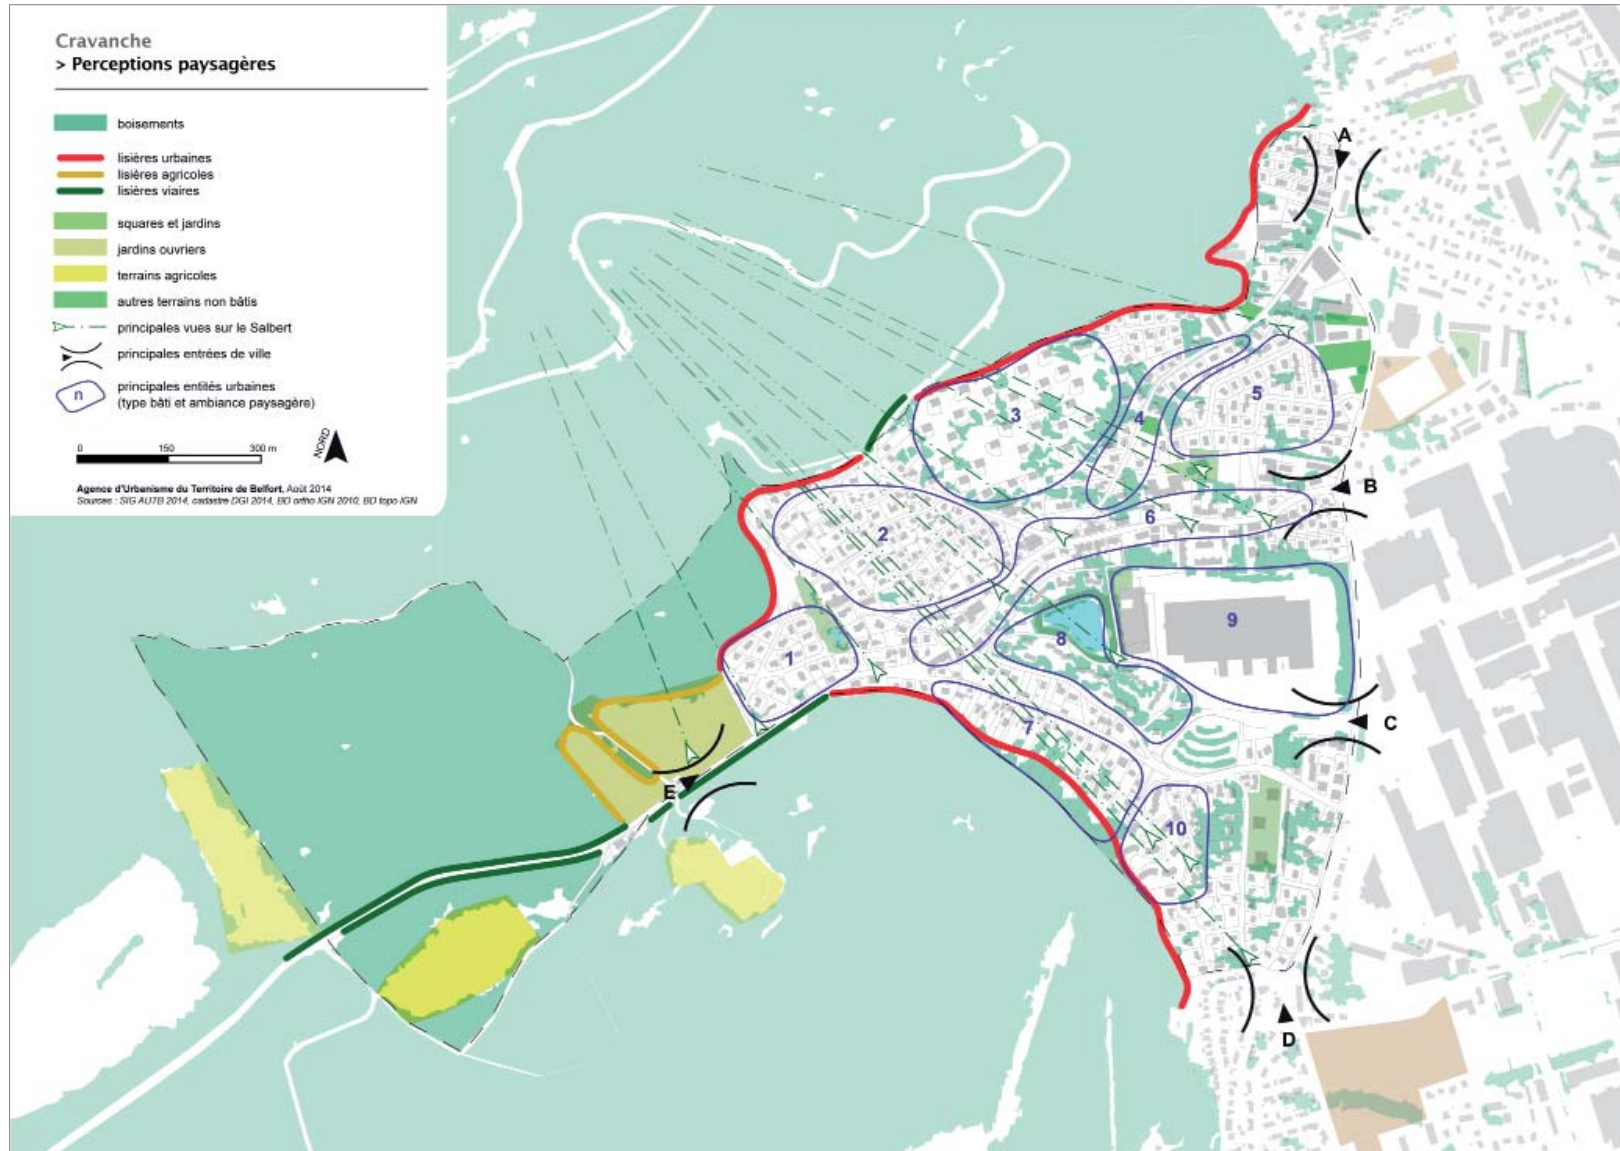 Cravanche
> Perceptions paysagères
boisements
lisières urbaines
lisières agricoles
lisières viaires
squares et jardins
jardins ouvriers
terrains agricoles
autres terrains non bâtis
principales vues sur le Salbert
principales entrées de ville
n
principales entités urbaines
(type bâti et ambiance paysagère)
0 150 300 m
NORD
Agence d'Urbanisme du Territoire de Belfort, Août 2014
Sources : SIG AUTB 2014, cadastre DGI 2014, BD ortho IGN 2010, BD topo IGN
A
5
3
4
B
6
2
9
8
1
C
7
E
10
D